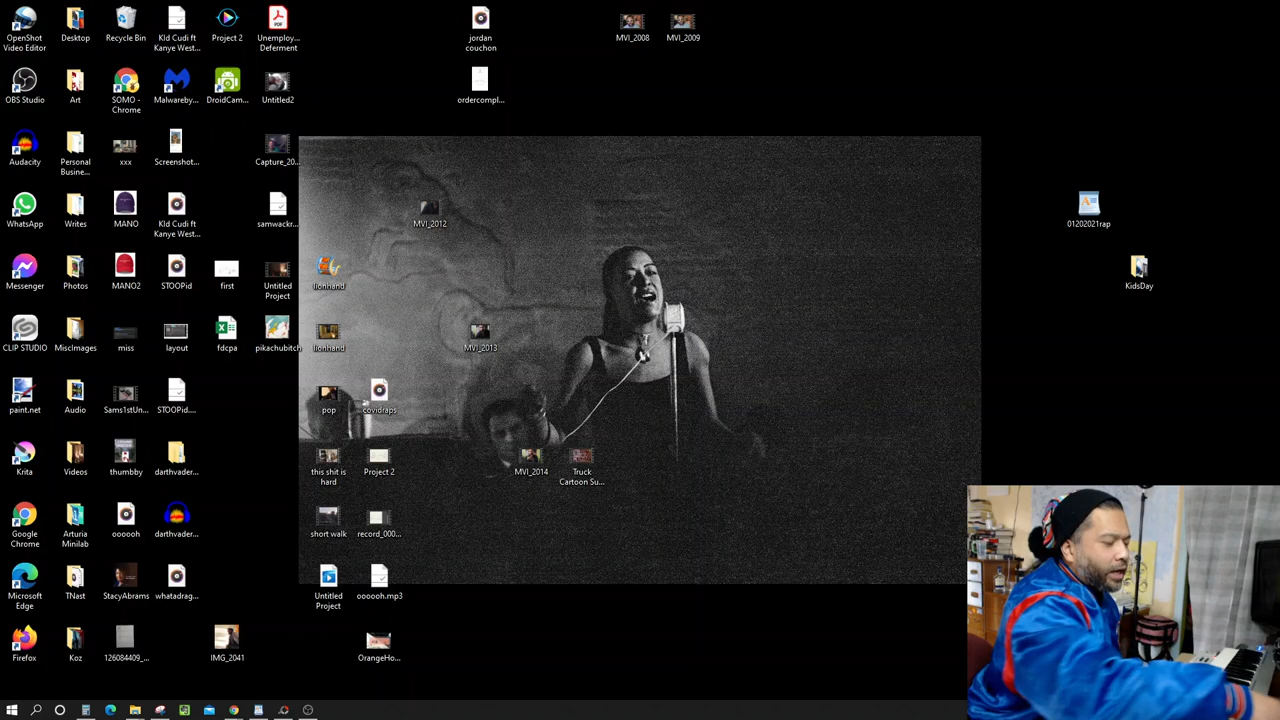 OpenShot
Video Editor
Desktop
Recycle Bin
KId Cudi ft
Kanye West...
Project 2
Unemploy...
Deferment
jordan
couchon
MVI_2008
MVI_2009
OBS Studio
Art
SOMO -
Chrome
Malwareby...
DroidCam...
Untitled2
ordercompl...
Audacity
Personal
Busine...
xxx
Screenshot...
Capture_20...
WhatsApp
Writes
MANO
KId Cudi ft
Kanye West...
samwackr...
MVI_2012
01202021rap
Messenger
Photos
MANO2
STOOPid
first
Untitled
Project
lionhand
KidsDay
CLIP STUDIO
MiscImages
miss
layout
fdcpa
pikachubitch
lionhand
MVI_2013
paint.net
Audio
Sams1stUn...
STOOPid....
pop
covidraps
Krita
Videos
thumbby
darthvader...
this shit is
hard
Project 2
MVI_2014
Truck
Cartoon Su...
Google
Chrome
Arturia
Minilab
oooooh
darthvader...
short walk
record_000...
Microsoft
Edge
TNast
StacyAbrams
whatadrag...
Untitled
Project
oooooh.mp3
Firefox
Koz
126084409_...
IMG_2041
OrangeHo...